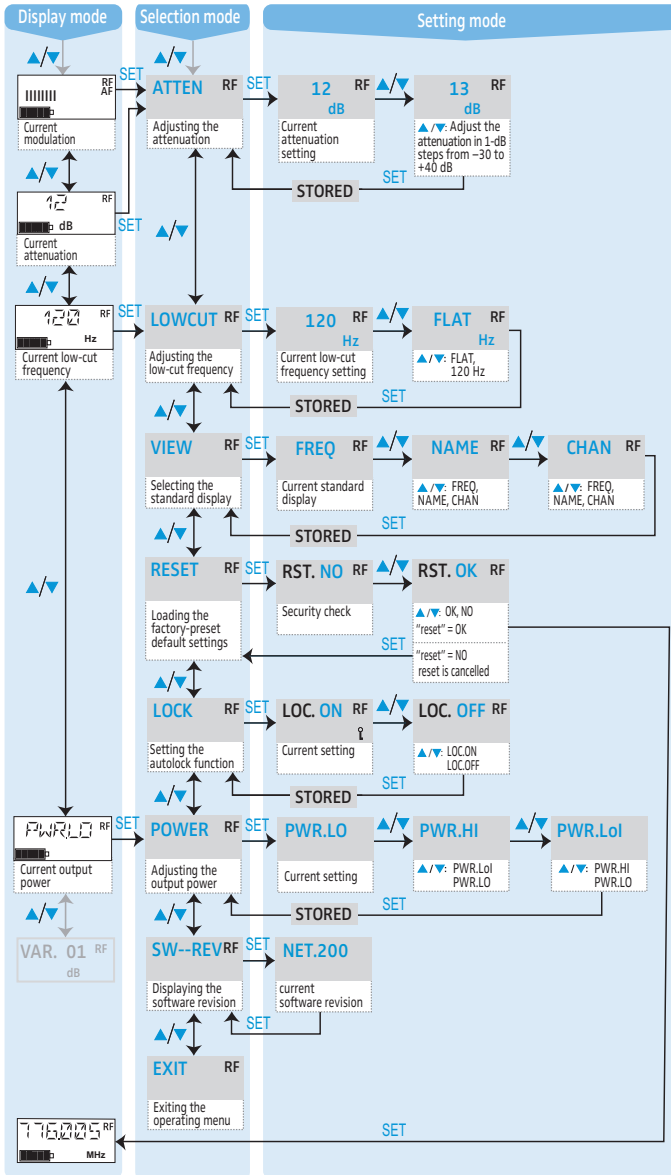 Display mode
Selection mode
Setting mode
▲/▼
▲/▼
RF
AF
SET
Current
modulation
ATTEN RF
SET
Adjusting the
attenuation
12 RF
dB
Current
attenuation
setting
▲/▼
13 RF
dB
▲/▼: Adjust the
attenuation in 1-dB
steps from –30 to
+40 dB
SET
STORED
▲/▼
12 RF
dB
SET
Current
attenuation
▲/▼
▲/▼
120 RF
Hz
SET
Current low-cut
frequency
LOWCUT RF
SET
Adjusting the
low-cut frequency
120 RF
Hz
Current low-cut
frequency setting
▲/▼
FLAT RF
Hz
▲/▼: FLAT,
120 Hz
SET
STORED
▲/▼
VIEW RF
SET
Selecting the
standard display
FREQ RF
Current standard
display
▲/▼
NAME RF
▲/▼: FREQ,
NAME, CHAN
▲/▼
CHAN RF
▲/▼: FREQ,
NAME, CHAN
SET
STORED
▲/▼
▲/▼
RESET RF
SET
Loading the
factory-preset
default settings
RST. NO RF
Security check
▲/▼
RST. OK RF
▲/▼: OK, NO
“reset” = OK
“reset” = NO
reset is cancelled
SET
▲/▼
LOCK RF
SET
Setting the
autolock function
LOC. ON RF
Current setting
▲/▼
LOC. OFF RF
▲/▼: LOC.ON
LOC.OFF
SET
STORED
▲/▼
PWR.LO RF
SET
Current output
power
POWER RF
SET
Adjusting the
output power
PWR.LO
Current setting
▲/▼
PWR.HI
▲/▼: PWR.LoI
PWR.LO
▲/▼
PWR.LoI
▲/▼: PWR.HI
PWR.LO
SET
STORED
▲/▼
▲/▼
VAR. 01 RF
dB
SW--REV RF
SET
Displaying the
software revision
NET.200
current
software revision
SET
▲/▼
EXIT RF
Exiting the
operating menu
776.005 RF
MHz
SET